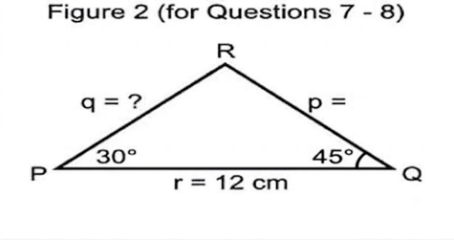 Figure 2 (for Questions 7 - 8)
R
q = ?
p =
30°
45°
P
Q
r = 12 cm